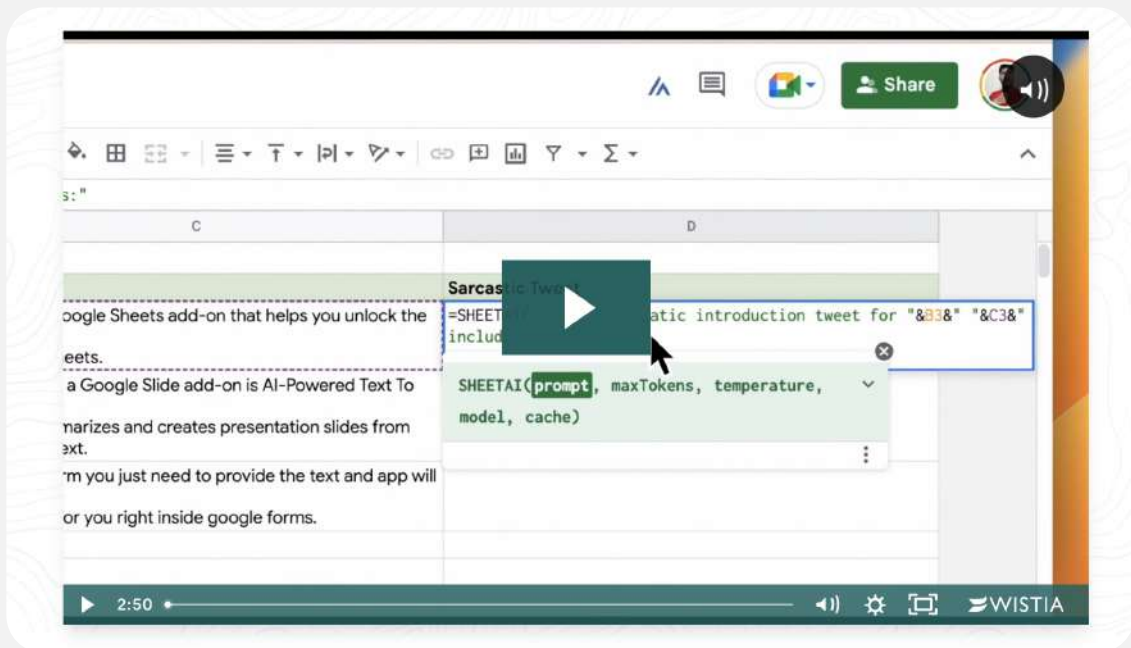 Share
s:"
C
D
Sarcastic Tweet
oogle Sheets add-on that helps you unlock the
=SHEET atic introduction tweet for "&B3&" "&C3&"
includ
eets.
a Google Slide add-on is AI-Powered Text To
SHEETAI(prompt, maxTokens, temperature,
model, cache)
marizes and creates presentation slides from
ext.
rm you just need to provide the text and app will
or you right inside google forms.
2:50
WISTIA